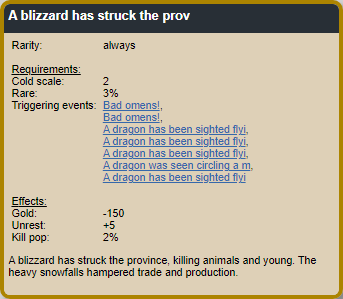 A blizzard has struck the prov
Rarity: always
Requirements:
Cold scale: 2
Rare: 3%
Triggering events: Bad omens!,
Bad omens!,
A dragon has been sighted flyi,
A dragon has been sighted flyi,
A dragon has been sighted flyi,
A dragon was seen circling a m,
A dragon has been sighted flyi
Effects:
Gold: -150
Unrest: +5
Kill pop: 2%
A blizzard has struck the province, killing animals and young. The
heavy snowfalls hampered trade and production.